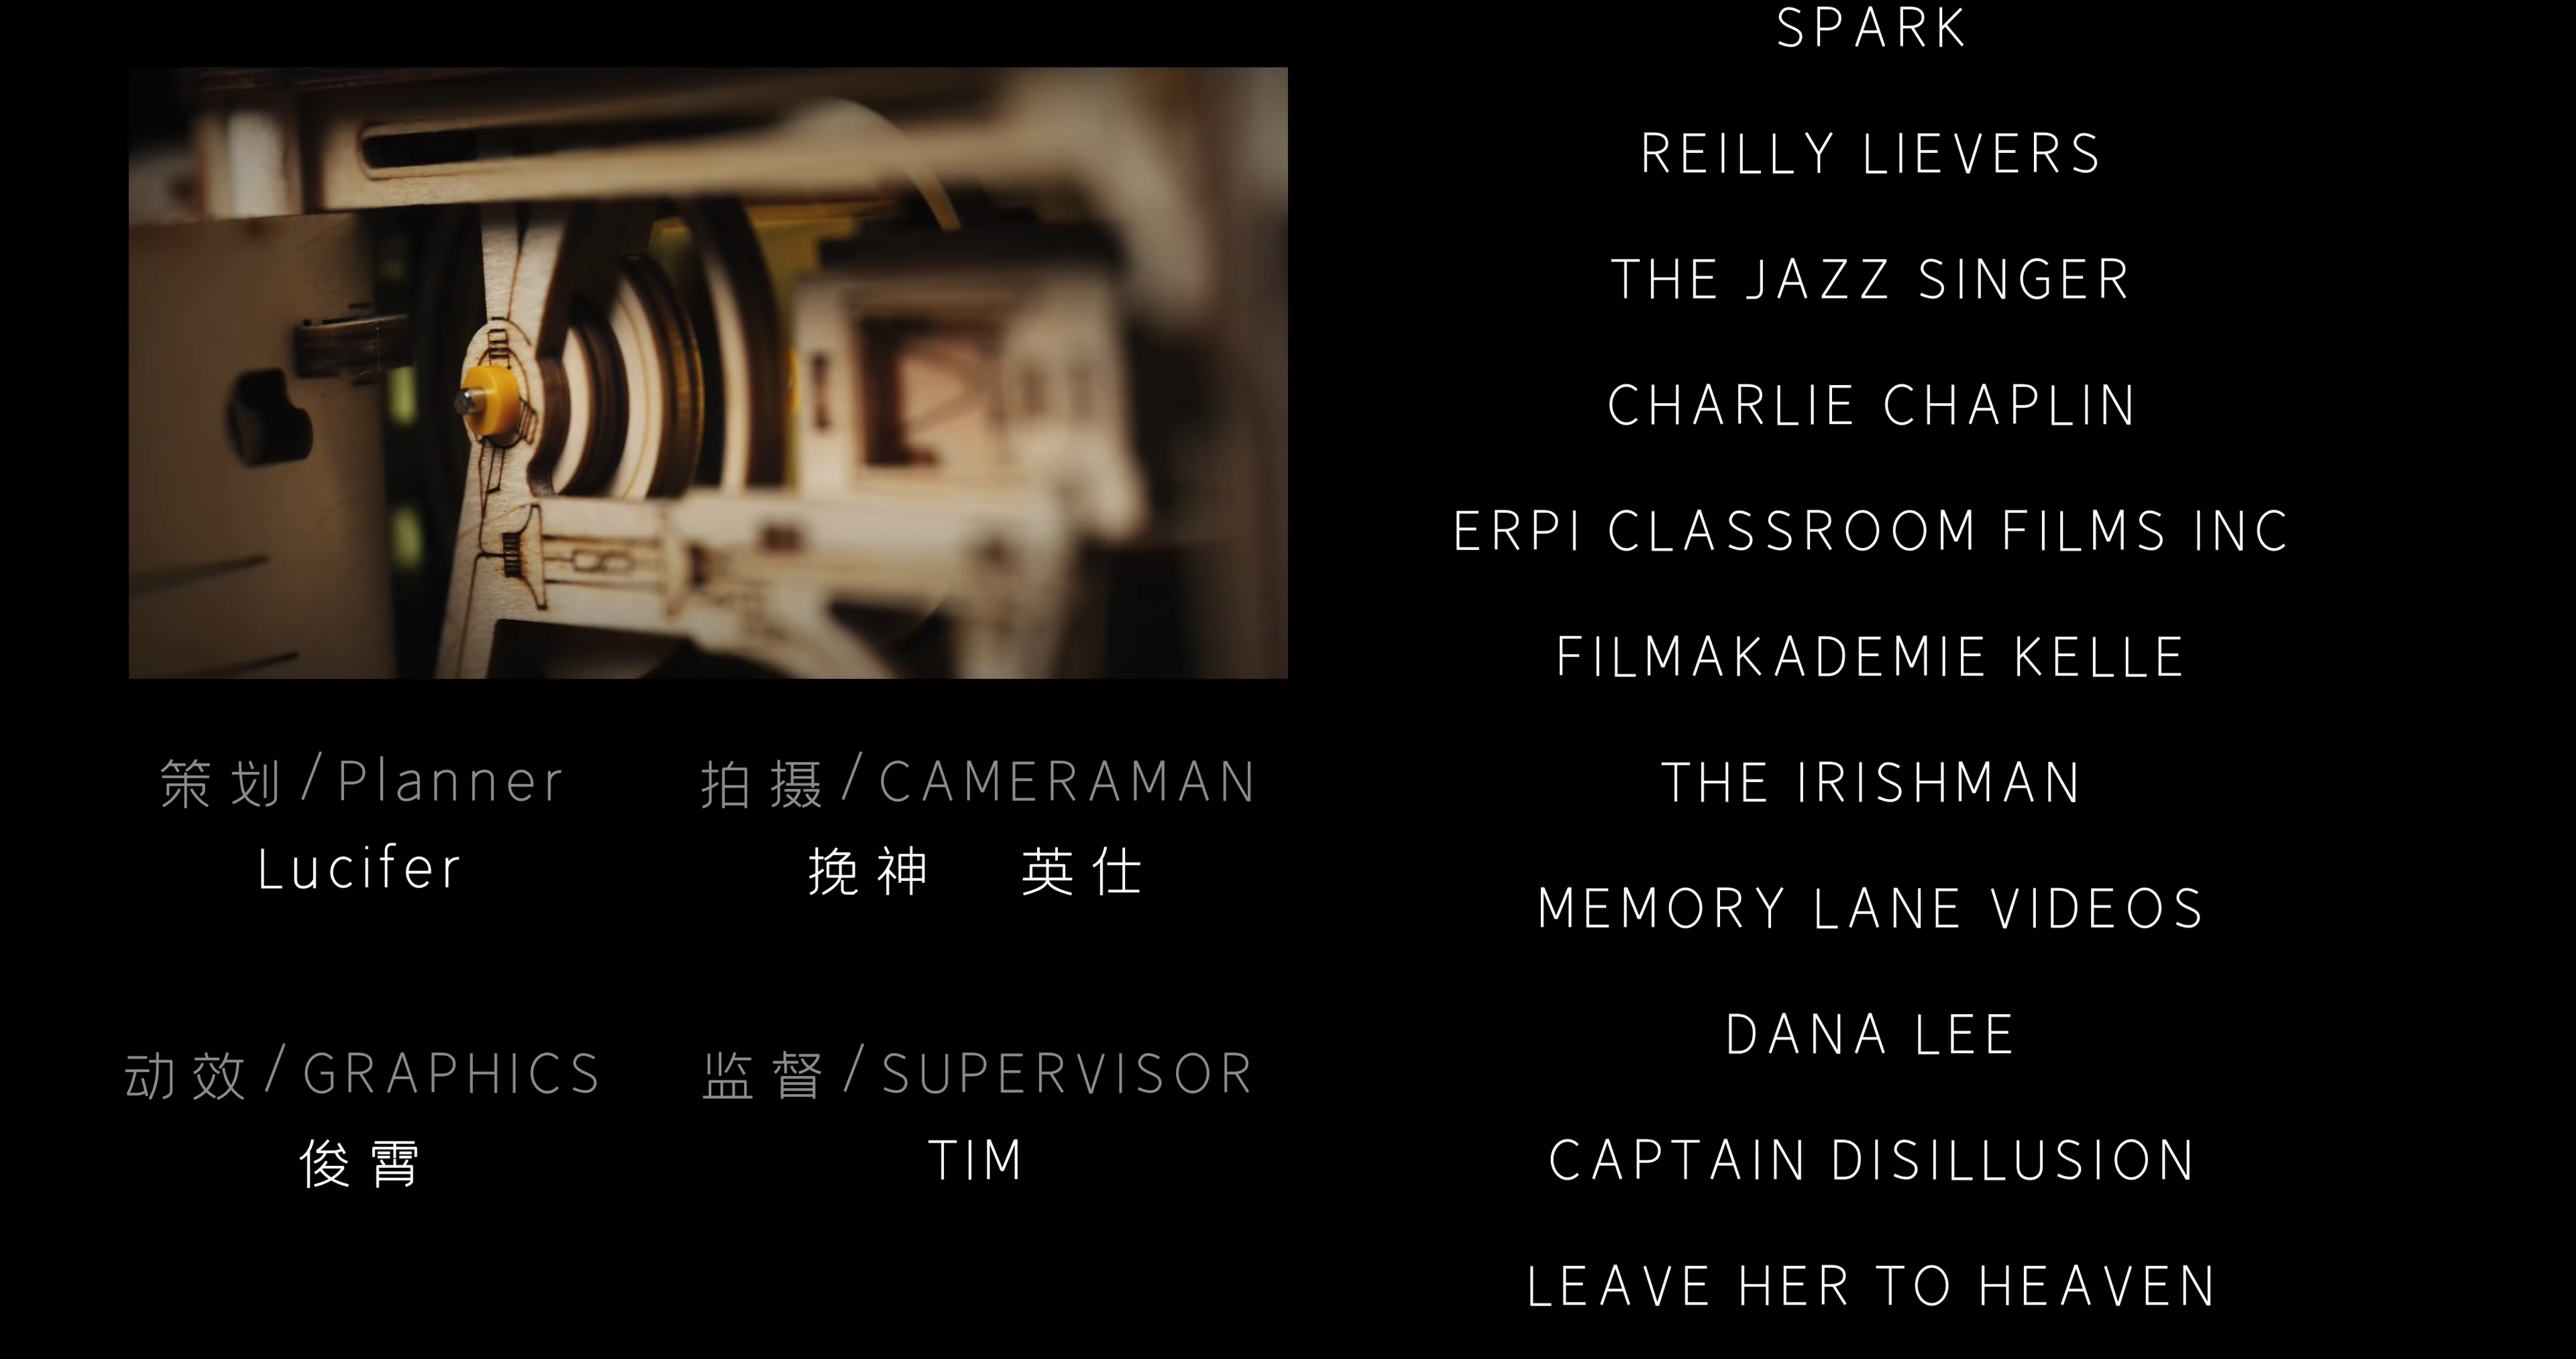 策划/Planner
Lucifer
拍摄/CAMERAMAN
挽神 英仕
动效/GRAPHICS
俊霄
监督/SUPERVISOR
TIM
SPARK
REILLY LIEVERS
THE JAZZ SINGER
CHARLIE CHAPLIN
ERPI CLASSROOM FILMS INC
FILMAKADEMIE KELLE
THE IRISHMAN
MEMORY LANE VIDEOS
DANA LEE
CAPTAIN DISILLUSION
LEAVE HER TO HEAVEN